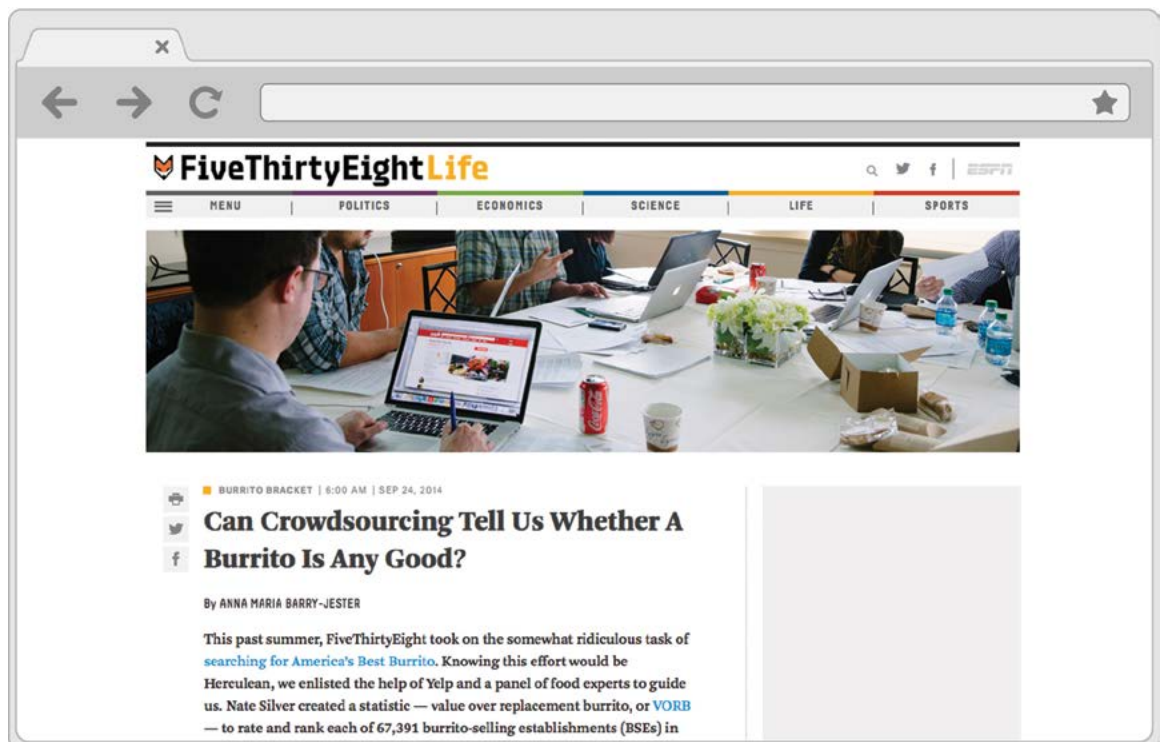 FiveThirtyEightLife
ESPN
MENU | POLITICS | ECONOMICS | SCIENCE | LIFE | SPORTS
Coca-Cola
BURRITO BRACKET | 6:00 AM | SEP 24, 2014
Can Crowdsourcing Tell Us Whether A
Burrito Is Any Good?
By ANNA MARIA BARRY-JESTER
This past summer, FiveThirtyEight took on the somewhat ridiculous task of
searching for America's Best Burrito. Knowing this effort would be
Herculean, we enlisted the help of Yelp and a panel of food experts to guide
us. Nate Silver created a statistic — value over replacement burrito, or VORB
— to rate and rank each of 67,391 burrito-selling establishments (BSEs) in